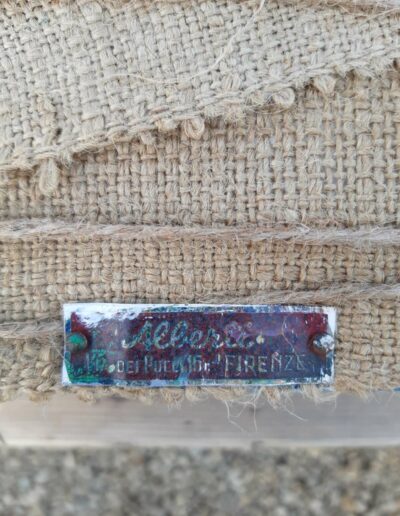 Alberti
DEI PUCCI, FIRENZE